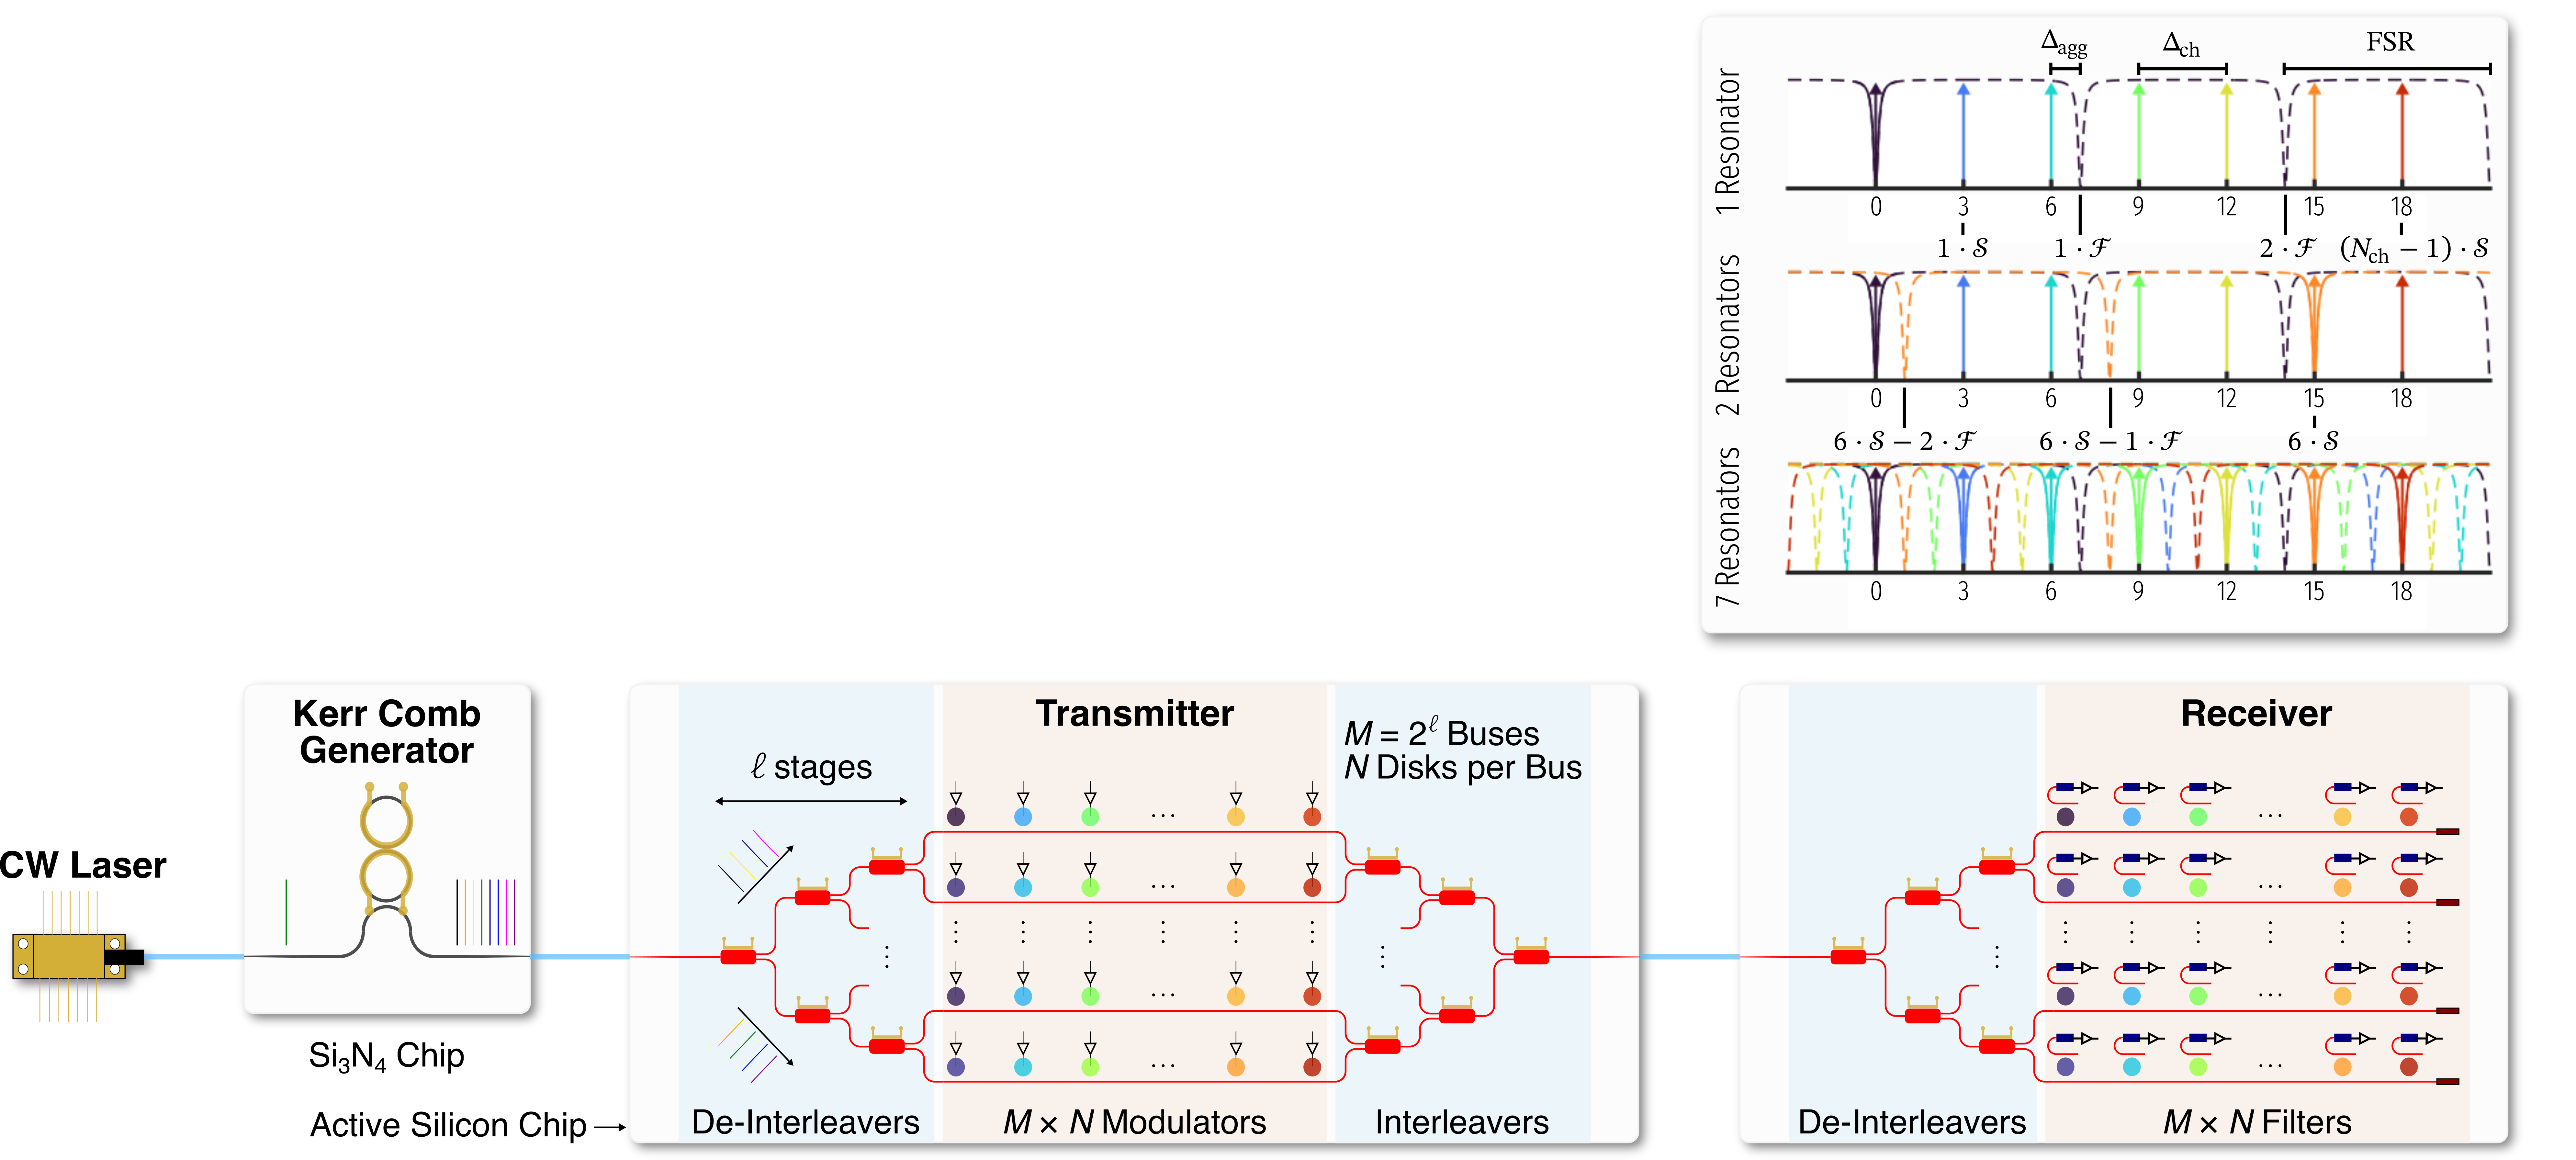 Δagg
Δch
FSR
1 Resonator
0 3 6 9 12 15 18
1 · 𝒮 1 · ℱ 2 · ℱ (Nch − 1) · 𝒮
2 Resonators
0 3 6 9 12 15 18
6 · 𝒮 − 2 · ℱ 6 · 𝒮 − 1 · ℱ 6 · 𝒮
7 Resonators
0 3 6 9 12 15 18
CW Laser
Kerr Comb
Generator
Si₃N₄ Chip
Active Silicon Chip
Transmitter
ℓ stages
M = 2^ℓ Buses
N Disks per Bus
...
...
...
...
De-Interleavers
M × N Modulators
Interleavers
Receiver
...
...
...
...
De-Interleavers
M × N Filters